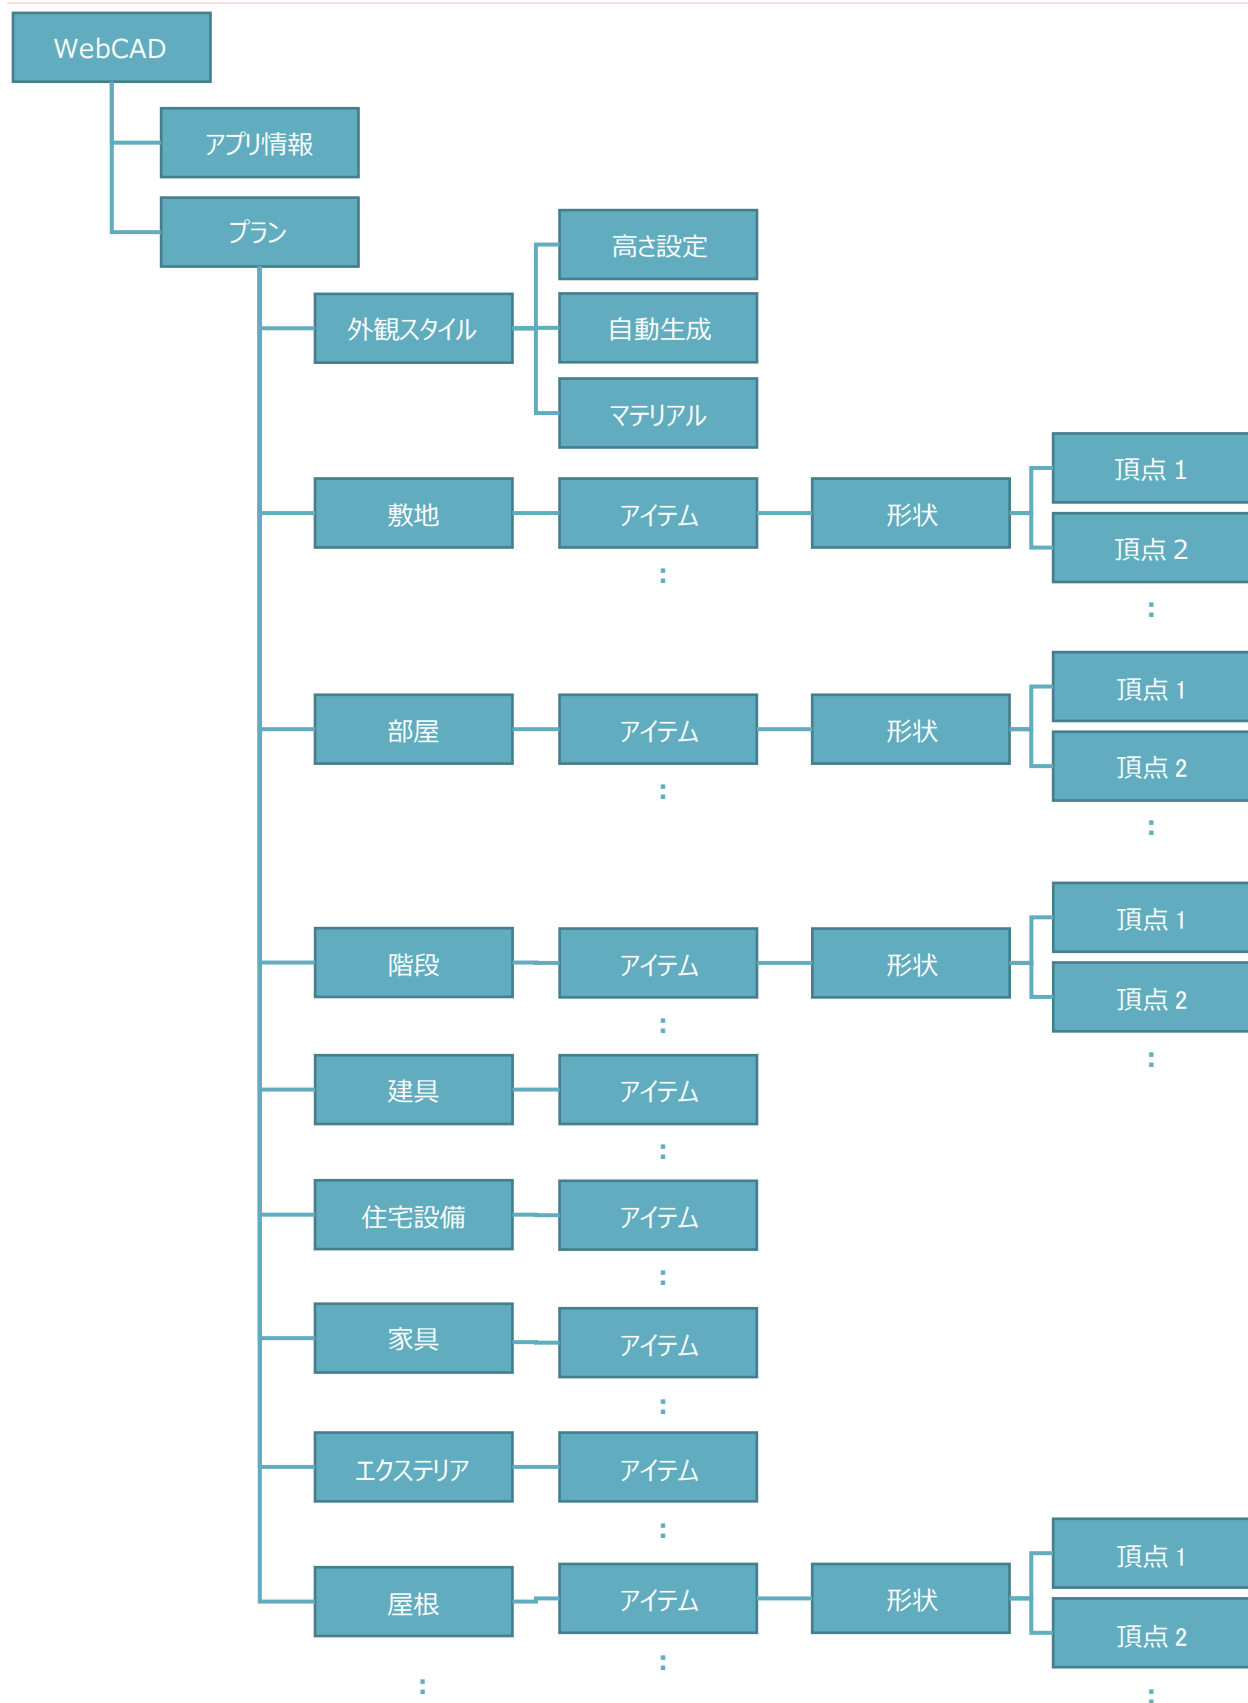 WebCAD
アプリ情報
プラン
高さ設定
外観スタイル
自動生成
マテリアル
頂点 1
敷地
アイテム
形状
頂点 2
:
:
頂点 1
部屋
アイテム
形状
頂点 2
:
:
頂点 1
階段
アイテム
形状
頂点 2
:
:
建具
アイテム
:
住宅設備
アイテム
:
家具
アイテム
:
エクステリア
アイテム
:
頂点 1
屋根
アイテム
形状
頂点 2
:
:
: